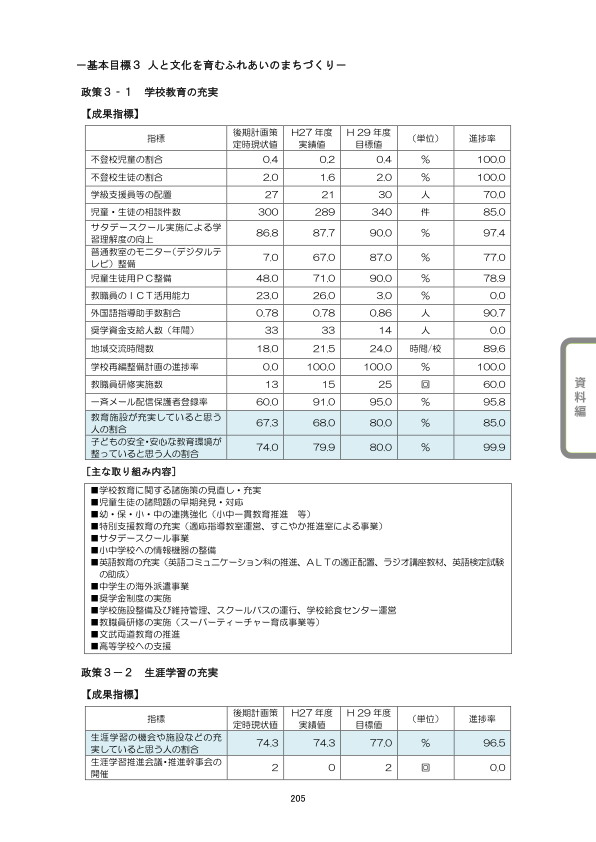 －基本目標３ 人と文化を育むふれあいのまちづくり－
政策３‐１　学校教育の充実
【成果指標】
指標 後期計画策定時現状値 H27 年度実績値 H 29 年度目標値 （単位） 進捗率
不登校児童の割合 0.4 0.2 0.4 % 100.0
不登校生徒の割合 2.0 1.6 2.0 % 100.0
学級支援員等の配置 27 21 30 人 70.0
児童・生徒の相談件数 300 289 340 件 85.0
サタデースクール実施による学習理解度の向上 86.8 87.7 90.0 % 97.4
普通教室のモニター（デジタルテレビ）整備 7.0 67.0 87.0 % 77.0
児童生徒用ＰＣ整備 48.0 71.0 90.0 % 78.9
教職員のＩＣＴ活用能力 23.0 26.0 3.0 % 0.0
外国語指導助手数割合 0.78 0.78 0.86 人 90.7
奨学資金支給人数（年間） 33 33 14 人 0.0
地域交流時間数 18.0 21.5 24.0 時間/校 89.6
学校再編整備計画の進捗率 0.0 100.0 100.0 % 100.0
教職員研修実施数 13 15 25 回 60.0
一斉メール配信保護者登録率 60.0 91.0 95.0 % 95.8
教育施設が充実していると思う人の割合 67.3 68.0 80.0 % 85.0
子どもの安全・安心な教育環境が整っていると思う人の割合 74.0 79.9 80.0 % 99.9
［主な取り組み内容］
■学校教育に関する諸施策の見直し・充実
■児童生徒の諸問題の早期発見・対応
■幼・保・小・中の連携強化（小中一貫教育推進　等）
■特別支援教育の充実（適応指導教室運営、すこやか推進室による事業）
■サタデースクール事業
■小中学校への情報機器の整備
■英語教育の充実（英語コミュニケーション科の推進、ＡＬＴの適正配置、ラジオ講座教材、英語検定試験
の助成）
■中学生の海外派遣事業
■奨学金制度の実施
■学校施設整備及び維持管理、スクールバスの運行、学校給食センター運営
■教職員研修の実施（スーパーティーチャー育成事業等）
■文武両道教育の推進
■高等学校への支援
政策３－２　生涯学習の充実
【成果指標】
指標 後期計画策定時現状値 H27 年度実績値 H 29 年度目標値 （単位） 進捗率
生涯学習の機会や施設などの充実していると思う人の割合 74.3 74.3 77.0 % 96.5
生涯学習推進会議・推進幹事会の開催 2 0 2 回 0.0
資料編
205